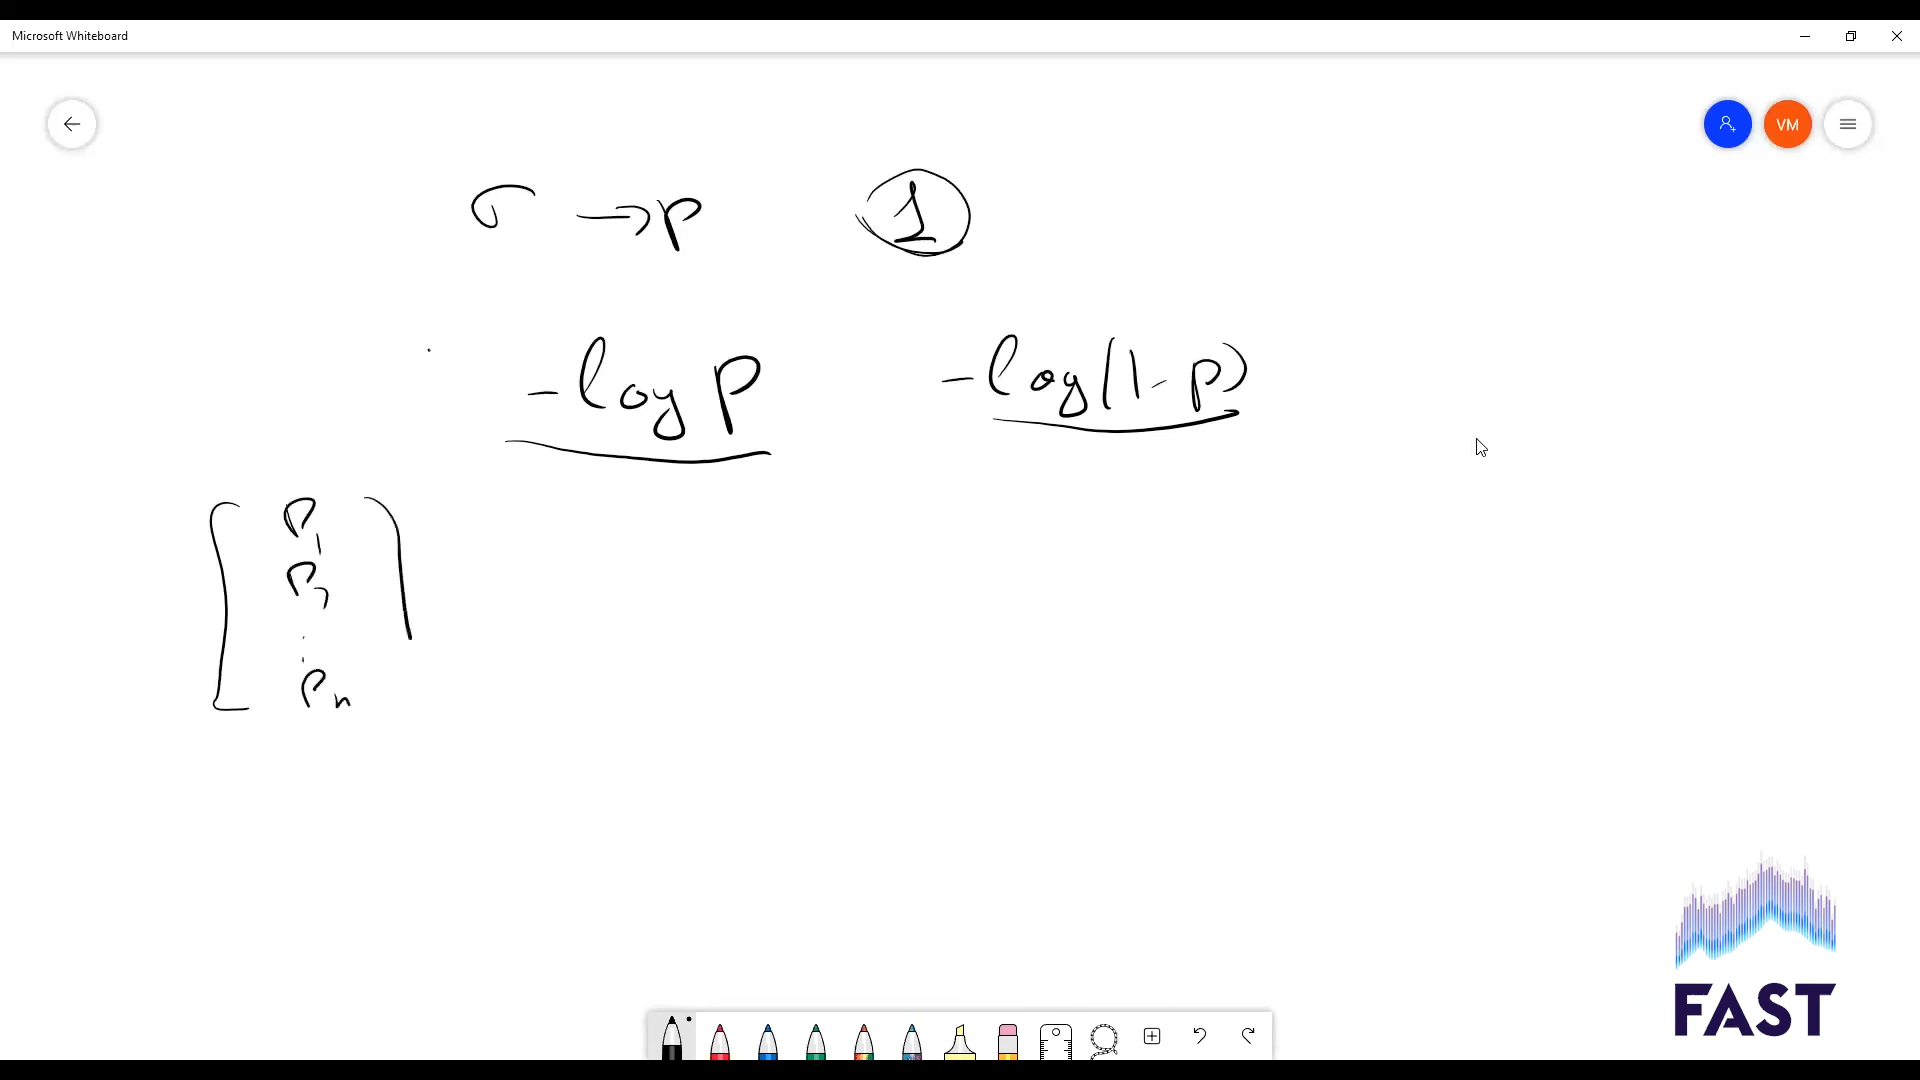 Microsoft Whiteboard
VM
σ → p 1
-log p -log(1-p)
P1
P2
⋮
Pn
FAST